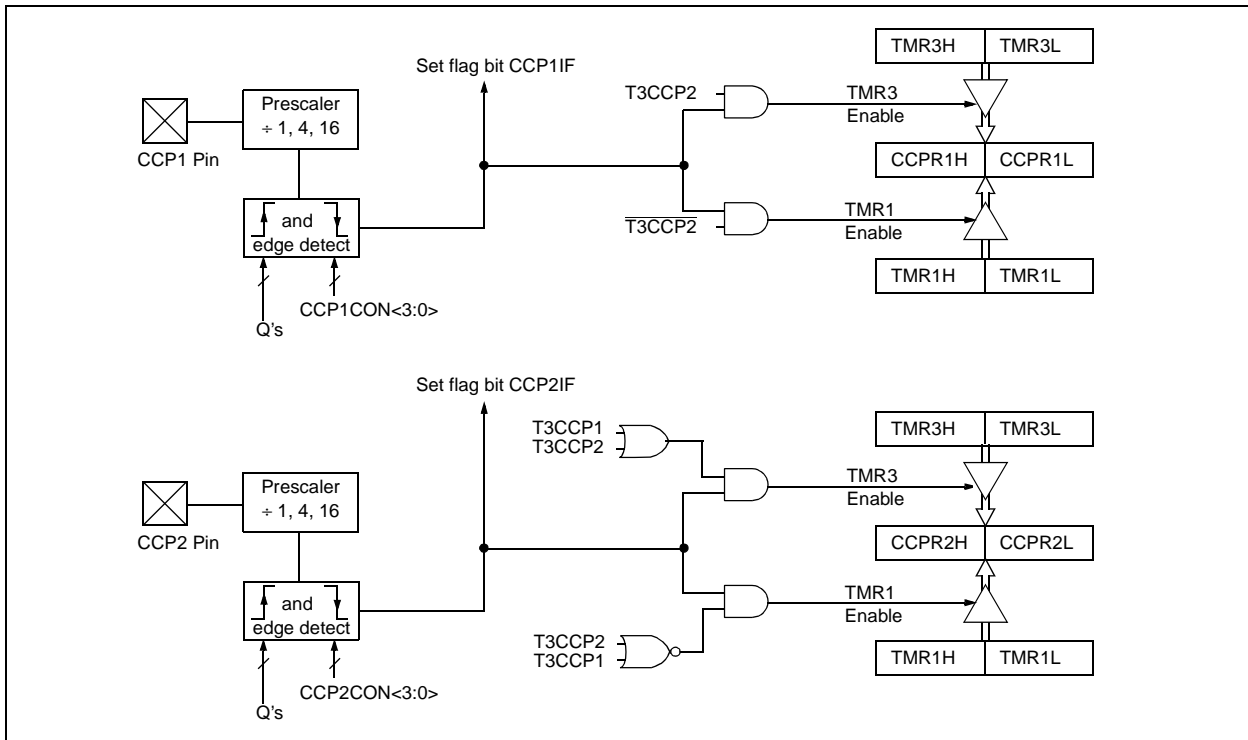 TMR3H TMR3L
Set flag bit CCP1IF
T3CCP2
TMR3
Enable
Prescaler
÷ 1, 4, 16
CCP1 Pin
CCPR1H CCPR1L
and
edge detect
T3CCP2
TMR1
Enable
TMR1H TMR1L
CCP1CON<3:0>
Q's
Set flag bit CCP2IF
TMR3H TMR3L
T3CCP1
T3CCP2
TMR3
Enable
Prescaler
÷ 1, 4, 16
CCP2 Pin
CCPR2H CCPR2L
and
edge detect
TMR1
Enable
T3CCP2
T3CCP1
TMR1H TMR1L
CCP2CON<3:0>
Q's